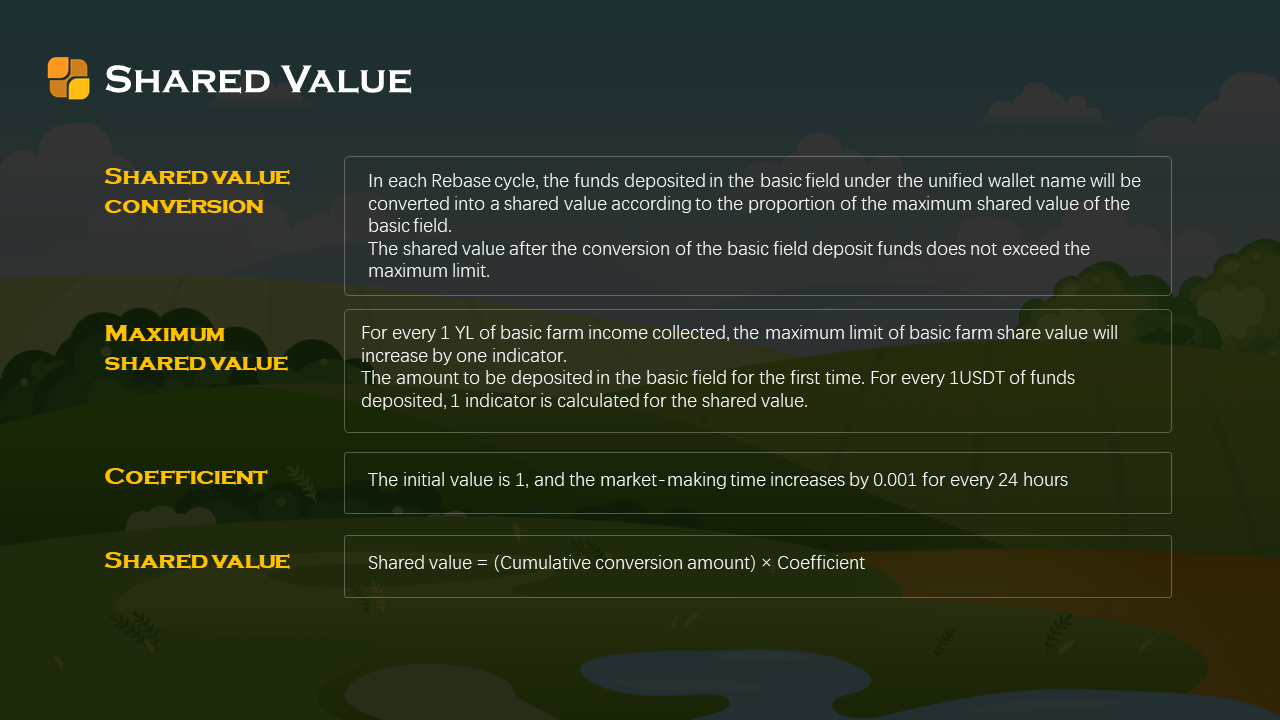 Shared Value
Shared value
conversion
In each Rebase cycle, the funds deposited in the basic field under the unified wallet name will be
converted into a shared value according to the proportion of the maximum shared value of the
basic field.
The shared value after the conversion of the basic field deposit funds does not exceed the
maximum limit.
Maximum
shared value
For every 1 YL of basic farm income collected, the maximum limit of basic farm share value will
increase by one indicator.
The amount to be deposited in the basic field for the first time. For every 1USDT of funds
deposited, 1 indicator is calculated for the shared value.
Coefficient
The initial value is 1, and the market-making time increases by 0.001 for every 24 hours
Shared value
Shared value = (Cumulative conversion amount) × Coefficient